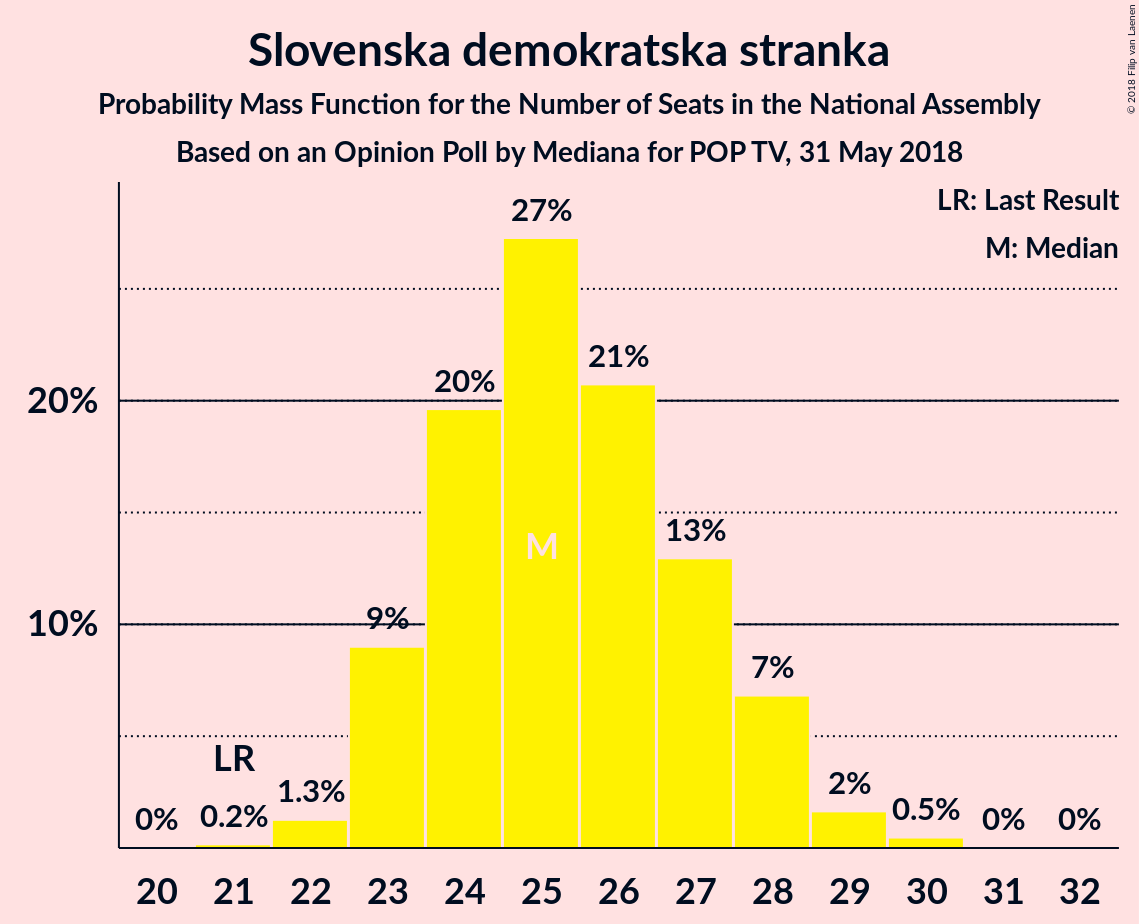 Slovenska demokratska stranka
Probability Mass Function for the Number of Seats in the National Assembly
Based on an Opinion Poll by Mediana for POP TV, 31 May 2018
© 2018 Filip van Laenen
LR: Last Result
M: Median
27%
21%
20%
20%
13%
M
10%
9%
7%
LR
2%
1.3%
0.5%
0.2%
0%
0%
0%
20 21 22 23 24 25 26 27 28 29 30 31 32